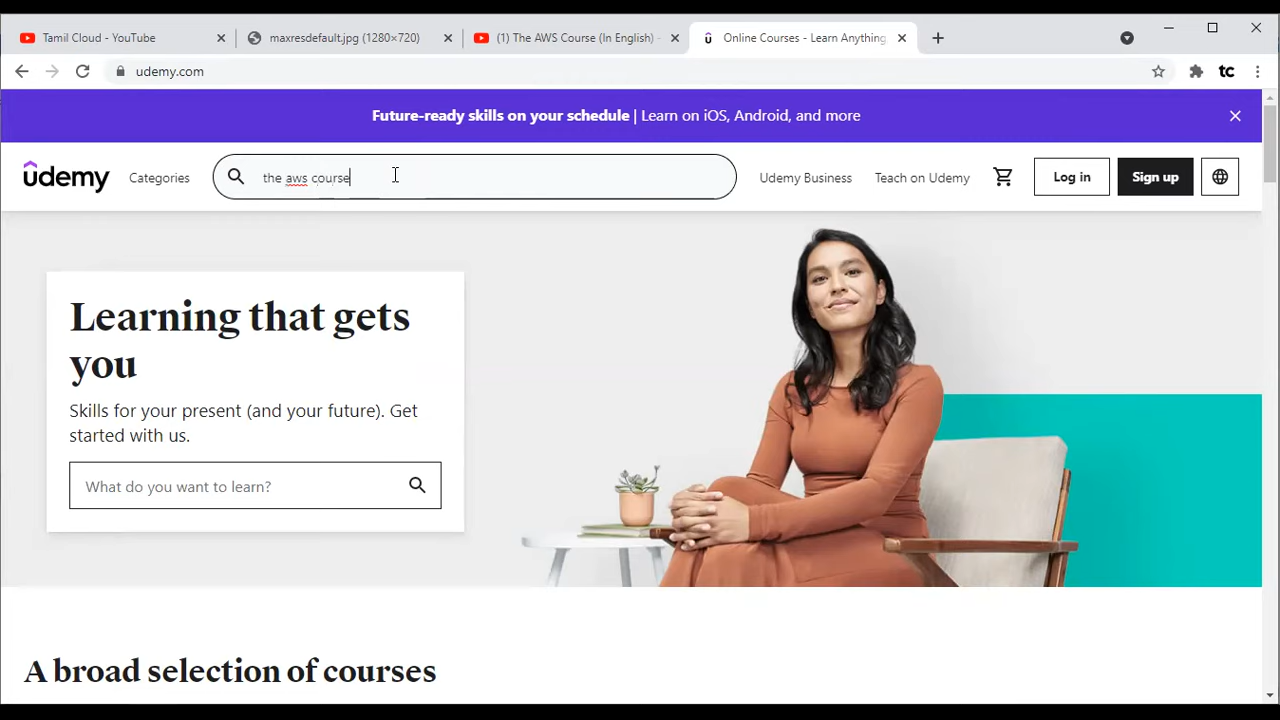 Tamil Cloud - YouTube
maxresdefault.jpg (1280×720)
(1) The AWS Course (In English) -
Online Courses - Learn Anything
udemy.com
tc
Future-ready skills on your schedule | Learn on iOS, Android, and more
udemy
Categories
the aws course
Udemy Business
Teach on Udemy
Log in
Sign up
Learning that gets
you
Skills for your present (and your future). Get
started with us.
What do you want to learn?
A broad selection of courses